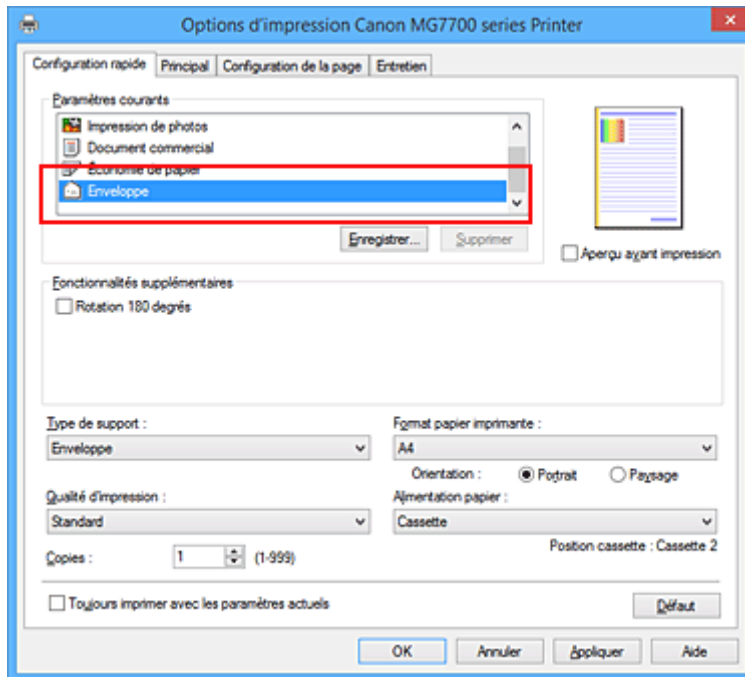 Options d'impression Canon MG7700 series Printer
Configuration rapide Principal Configuration de la page Entretien
Paramètres courants
Impression de photos
Document commercial
Économie de papier
Enveloppe
Enregistrer... Supprimer
Aperçu avant impression
Fonctionnalités supplémentaires
Rotation 180 degrés
Type de support :
Enveloppe
Format papier imprimante :
A4
Orientation : Portrait Paysage
Qualité d'impression :
Standard
Alimentation papier :
Cassette
Position cassette : Cassette 2
Copies : 1 (1-999)
Toujours imprimer avec les paramètres actuels
Défaut
OK Annuler Appliquer Aide